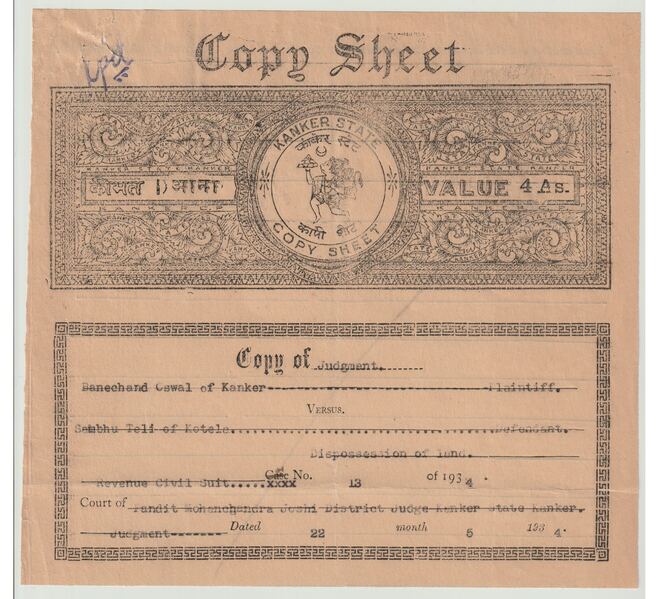 Copy Sheet
KANKER STATE
कांकेर स्टेट
कीमत ।) आना
VALUE 4 As.
कापी शीट
COPY SHEET
Copy of Judgment.
Banechand Oswal of Kanker Plaintiff.
VERSUS.
Sambhu Teli of Kotela Defendant.
Dispossession of land.
Revenue Civil Suit.....xxxx Case No. 13 of 1934.
Court of Pandit Mohanchandra Joshi District Judge Kanker State Kanker.
Judgment------- Dated 22 month 5 1934.